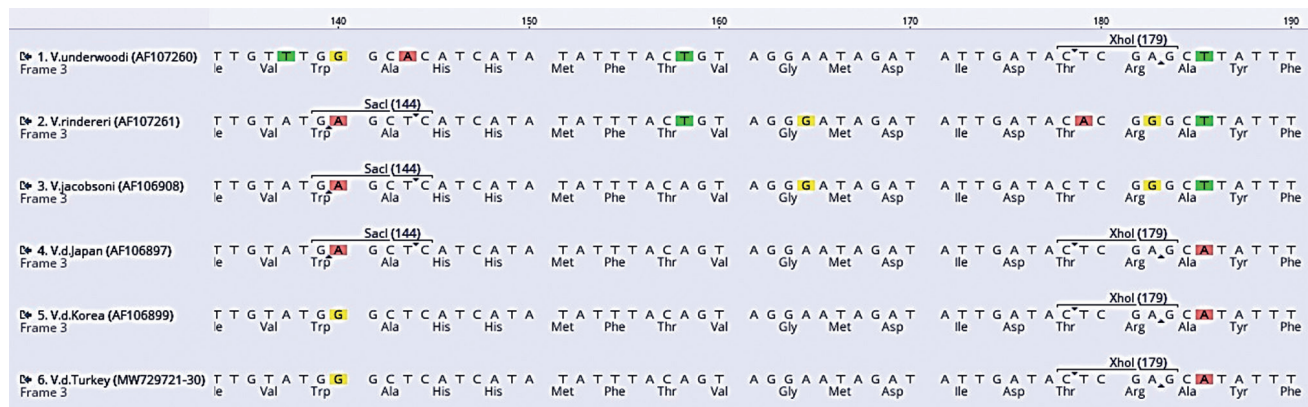 140 150 160 170 180 190
XhoI (179)
1. V.underwoodi (AF107260) T T G T T T G G G C A C A T C A T A T A T T T A C T G T A G G A A T A G A T A T T G A T A C T C G A G C T T A T T T
Frame 3 Ile Val Trp Ala His His Met Phe Thr Val Gly Met Asp Ile Asp Thr Arg Ala Tyr Phe
SacI (144)
2. V.rindereri (AF107261) T T G T A T G A G C T C A T C A T A T A T T T A C T G T A G G G A T A G A T A T T G A T A C A C G G G C T T A T T T
Frame 3 Ile Val Trp Ala His His Met Phe Thr Val Gly Met Asp Ile Asp Thr Arg Ala Tyr Phe
SacI (144)
3. V.jacobsoni (AF106908) T T G T A T G A G C T C A T C A T A T A T T T A C A G T A G G G A T A G A T A T T G A T A C T C G G G C T T A T T T
Frame 3 Ile Val Trp Ala His His Met Phe Thr Val Gly Met Asp Ile Asp Thr Arg Ala Tyr Phe
SacI (144) XhoI (179)
4. V.d.Japan (AF106897) T T G T A T G A G C T C A T C A T A T A T T T A C A G T A G G A A T A G A T A T T G A T A C T C G A G C A T A T T T
Frame 3 Ile Val Trp Ala His His Met Phe Thr Val Gly Met Asp Ile Asp Thr Arg Ala Tyr Phe
XhoI (179)
5. V.d.Korea (AF106899) T T G T A T G G G C T C A T C A T A T A T T T A C A G T A G G A A T A G A T A T T G A T A C T C G A G C A T A T T T
Frame 3 Ile Val Trp Ala His His Met Phe Thr Val Gly Met Asp Ile Asp Thr Arg Ala Tyr Phe
XhoI (179)
6. V.d.Turkey (MW729721-30) T T G T A T G G G C T C A T C A T A T A T T T A C A G T A G G A A T A G A T A T T G A T A C T C G A G C A T A T T T
Frame 3 Ile Val Trp Ala His His Met Phe Thr Val Gly Met Asp Ile Asp Thr Arg Ala Tyr Phe